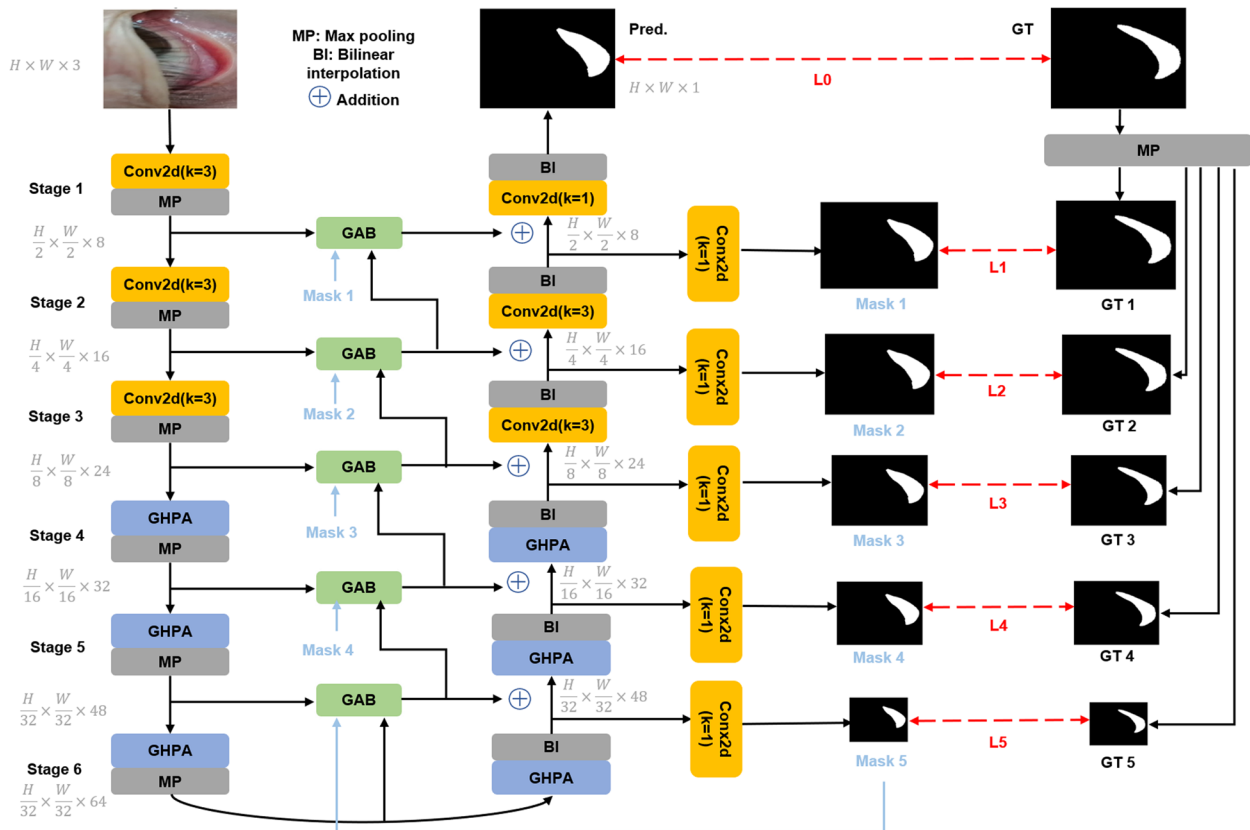 H × W × 3
MP: Max pooling
BI: Bilinear
interpolation
⊕ Addition
Pred.
H × W × 1
L0
GT
MP
Stage 1
Conv2d(k=3)
MP
H/2 × W/2 × 8
GAB
Mask 1
BI
Conv2d(k=1)
H/2 × W/2 × 8
Conx2d
(k=1)
Mask 1
L1
GT 1
Stage 2
Conv2d(k=3)
MP
H/4 × W/4 × 16
GAB
Mask 2
BI
Conv2d(k=3)
H/4 × W/4 × 16
Conx2d
(k=1)
Mask 2
L2
GT 2
Stage 3
Conv2d(k=3)
MP
H/8 × W/8 × 24
GAB
Mask 3
BI
Conv2d(k=3)
H/8 × W/8 × 24
Conx2d
(k=1)
Mask 3
L3
GT 3
Stage 4
GHPA
MP
H/16 × W/16 × 32
GAB
Mask 4
BI
GHPA
H/16 × W/16 × 32
Conx2d
(k=1)
Mask 4
L4
GT 4
Stage 5
GHPA
MP
H/32 × W/32 × 48
GAB
BI
GHPA
H/32 × W/32 × 48
Conx2d
(k=1)
Mask 5
L5
GT 5
Stage 6
GHPA
MP
H/32 × W/32 × 64
BI
GHPA